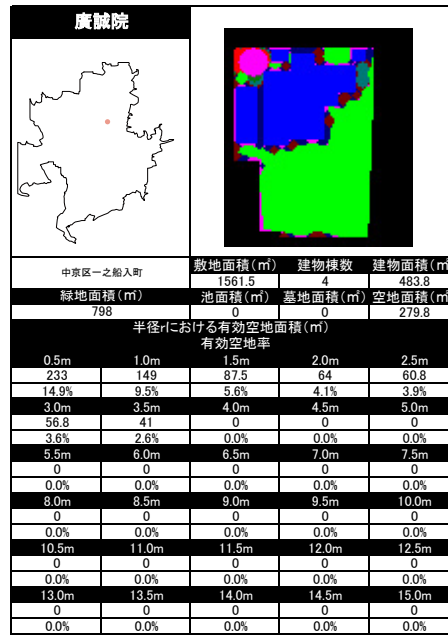 廣誠院
中京区一之船入町
敷地面積(㎡) 建物棟数 建物面積(㎡
1561.5 4 483.8
緑地面積(㎡) 池面積(㎡) 墓地面積(㎡) 空地面積(㎡
798 0 0 279.8
半径rにおける有効空地面積(㎡)
有効空地率
0.5m 1.0m 1.5m 2.0m 2.5m
233 149 87.5 64 60.8
14.9% 9.5% 5.6% 4.1% 3.9%
3.0m 3.5m 4.0m 4.5m 5.0m
56.8 41 0 0 0
3.6% 2.6% 0.0% 0.0% 0.0%
5.5m 6.0m 6.5m 7.0m 7.5m
0 0 0 0 0
0.0% 0.0% 0.0% 0.0% 0.0%
8.0m 8.5m 9.0m 9.5m 10.0m
0 0 0 0 0
0.0% 0.0% 0.0% 0.0% 0.0%
10.5m 11.0m 11.5m 12.0m 12.5m
0 0 0 0 0
0.0% 0.0% 0.0% 0.0% 0.0%
13.0m 13.5m 14.0m 14.5m 15.0m
0 0 0 0 0
0.0% 0.0% 0.0% 0.0% 0.0%